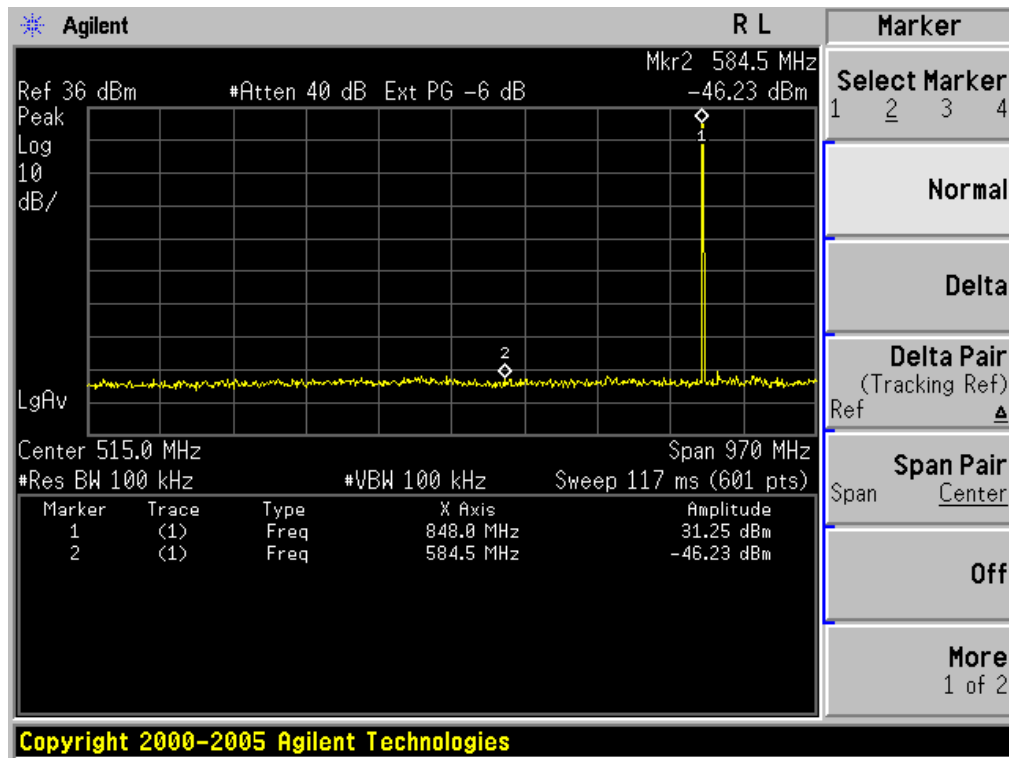 Agilent R L
Mkr2 584.5 MHz
Ref 36 dBm #Atten 40 dB Ext PG -6 dB -46.23 dBm
Peak
Log
10
dB/
1
2
LgAv
Center 515.0 MHz Span 970 MHz
#Res BW 100 kHz #VBW 100 kHz Sweep 117 ms (601 pts)
Marker Trace Type X Axis Amplitude
1 (1) Freq 848.0 MHz 31.25 dBm
2 (1) Freq 584.5 MHz -46.23 dBm
Marker
Select Marker
1 2 3 4
Normal
Delta
Delta Pair
(Tracking Ref)
Ref Δ
Span Pair
Span Center
Off
More
1 of 2
Copyright 2000-2005 Agilent Technologies